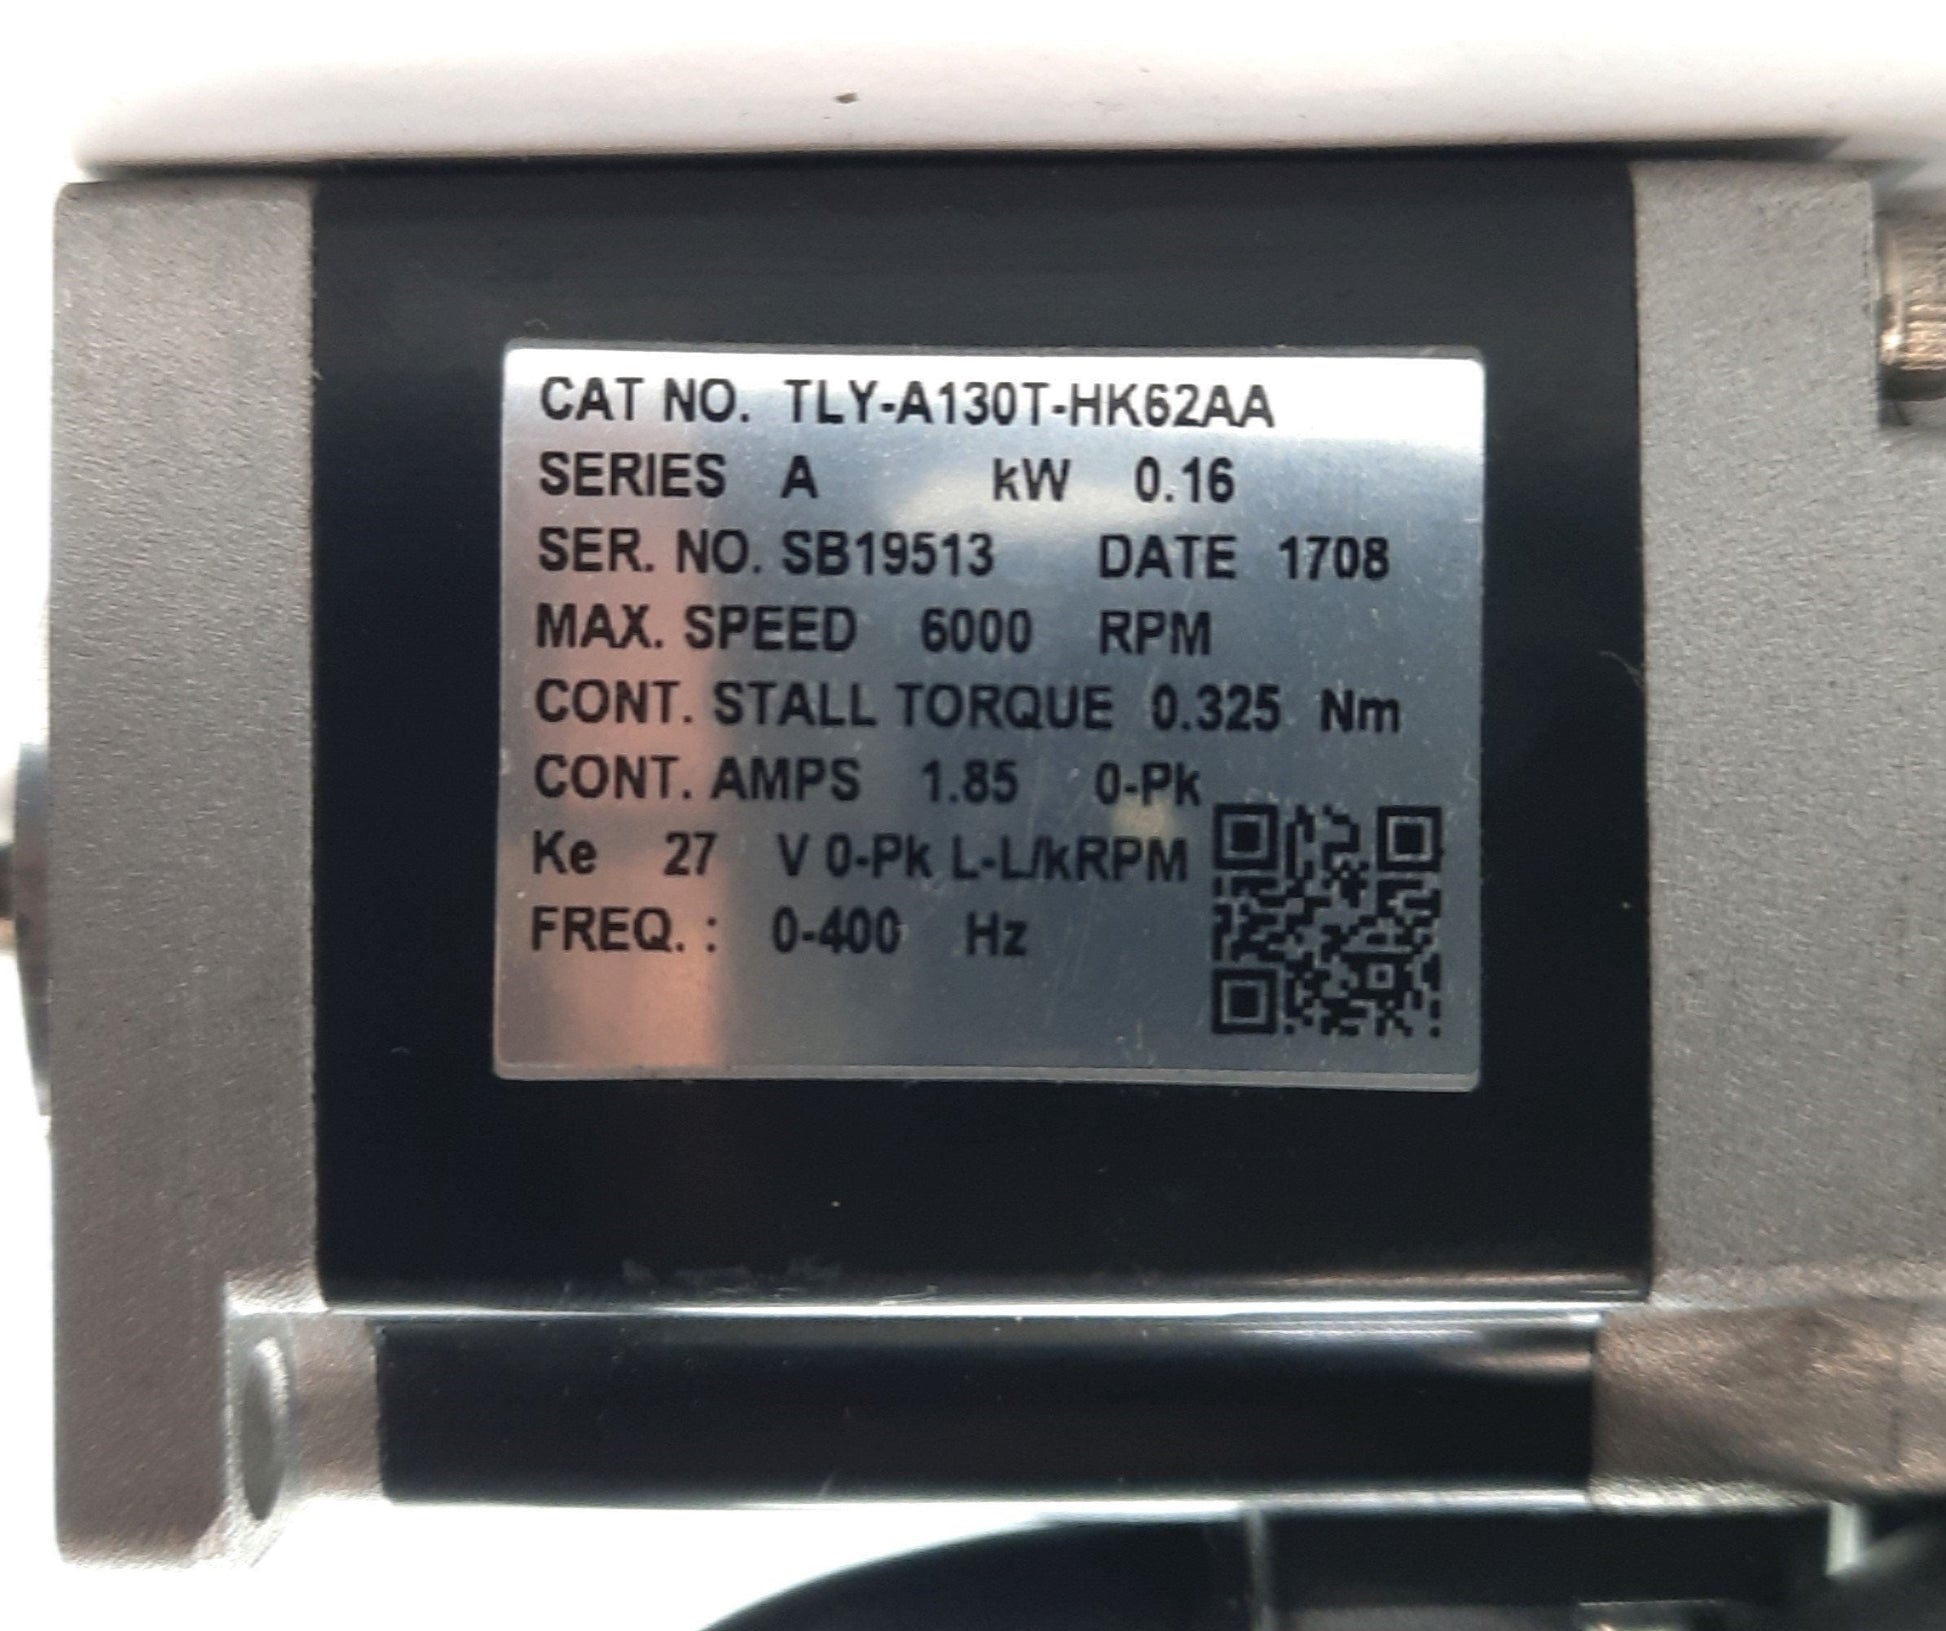 CAT NO. TLY-A130T-HK62AA
SERIES A kW 0.16
SER. NO. SB19513 DATE 1708
MAX. SPEED 6000 RPM
CONT. STALL TORQUE 0.325 Nm
CONT. AMPS 1.85 0-Pk
Ke 27 V 0-Pk L-L/kRPM
FREQ. : 0-400 Hz